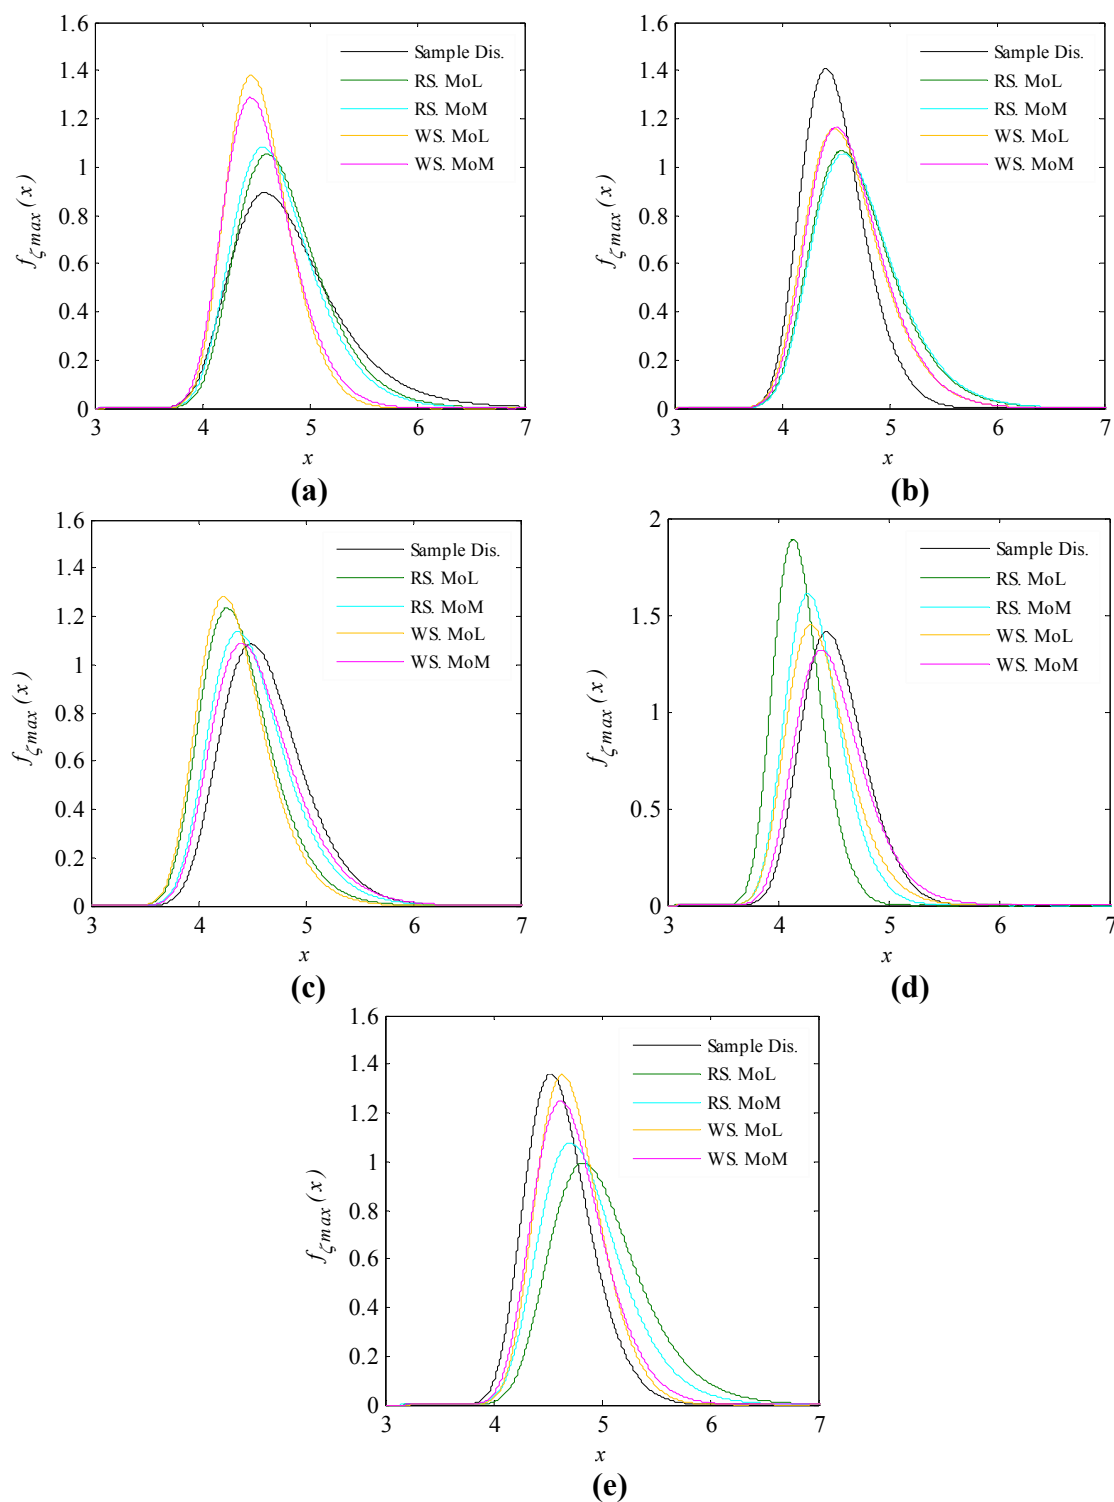 1.6
1.4
1.2
1
0.8
0.6
0.4
0.2
0
3 4 5 6 7
f ζ max (x)
x
Sample Dis.
RS. MoL
RS. MoM
WS. MoL
WS. MoM
(a)
1.6
1.4
1.2
1
0.8
0.6
0.4
0.2
0
3 4 5 6 7
f ζ max (x)
x
Sample Dis.
RS. MoL
RS. MoM
WS. MoL
WS. MoM
(b)
1.6
1.4
1.2
1
0.8
0.6
0.4
0.2
0
3 4 5 6 7
f ζ max (x)
x
Sample Dis.
RS. MoL
RS. MoM
WS. MoL
WS. MoM
(c)
2
1.5
1
0.5
0
3 4 5 6 7
f ζ max (x)
x
Sample Dis.
RS. MoL
RS. MoM
WS. MoL
WS. MoM
(d)
1.6
1.4
1.2
1
0.8
0.6
0.4
0.2
0
3 4 5 6 7
f ζ max (x)
x
Sample Dis.
RS. MoL
RS. MoM
WS. MoL
WS. MoM
(e)